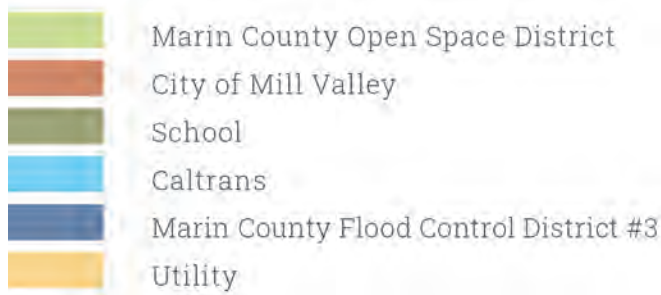 Marin County Open Space District
City of Mill Valley
School
Caltrans
Marin County Flood Control District #3
Utility